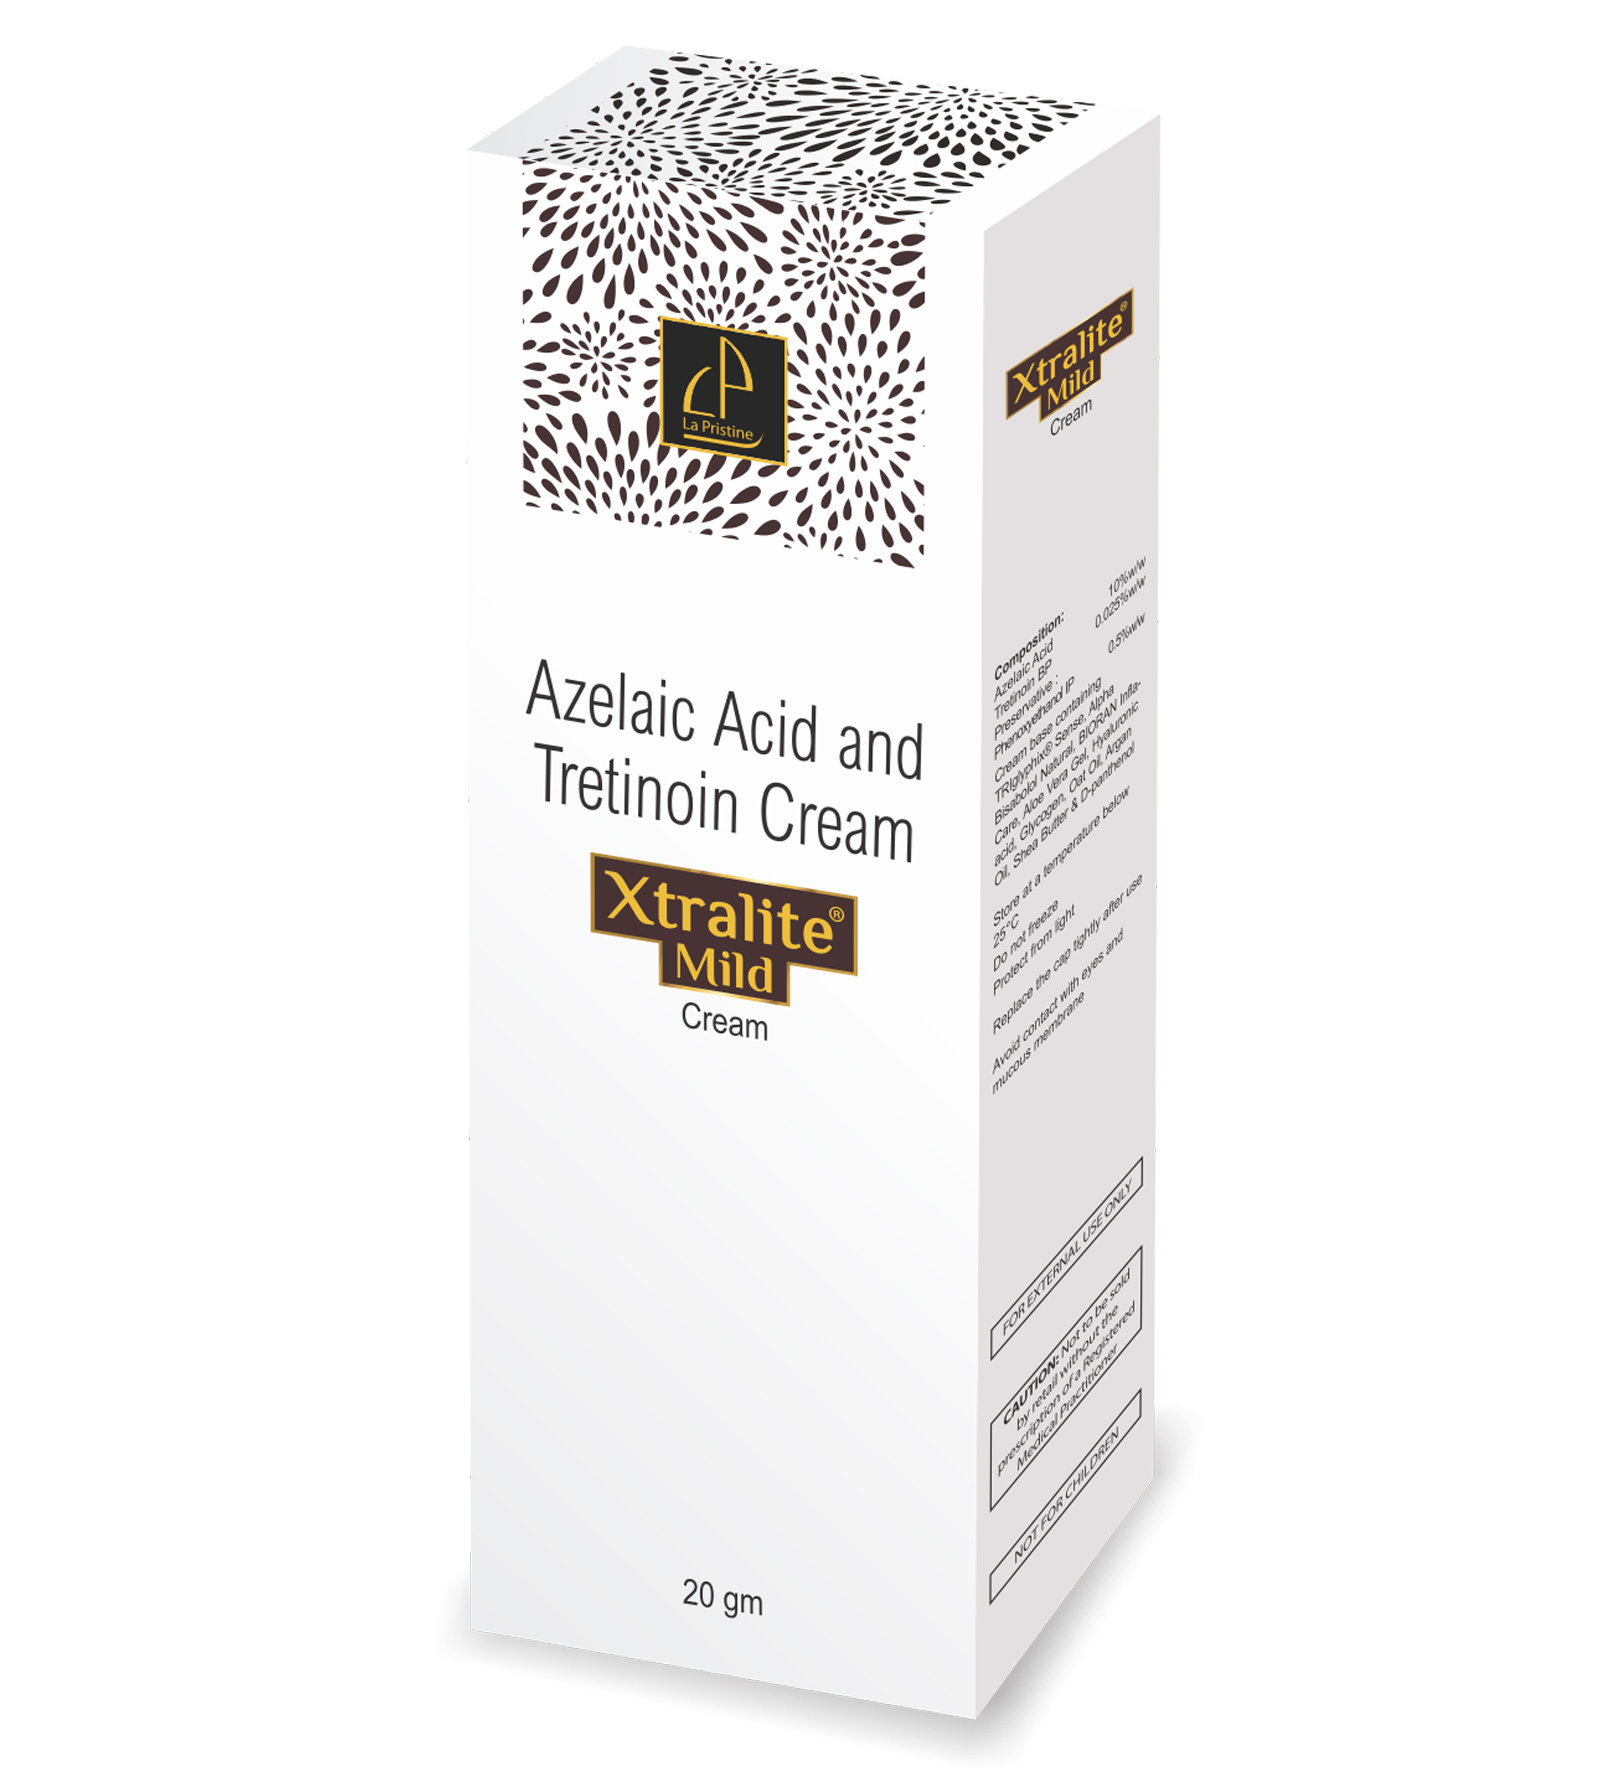 LP
La Pristine
Azelaic Acid and
Tretinoin Cream
Xtralite®
Mild
Cream
20 gm
Xtralite®
Mild
Cream
Composition:
Azelaic Acid 10%w/w
Tretinoin BP 0.025%w/w
Preservative :
Phenoxyethanol IP 0.5%w/w
Cream base containing
TRIglyphix® Sense, Alpha
Bisabolol Natural, BIORAN Infla-
Care, Aloe Vera Gel, Hyaluronic
acid, Glycogen, Oat Oil, Argan
Oil, Shea Butter & D-panthenol
Store at a temperature below
25°C
Do not freeze
Protect from light
Replace the cap tightly after use
Avoid contact with eyes and
mucous membrane
FOR EXTERNAL USE ONLY
CAUTION: Not to be sold
by retail without the
prescription of a Registered
Medical Practitioner
NOT FOR CHILDREN